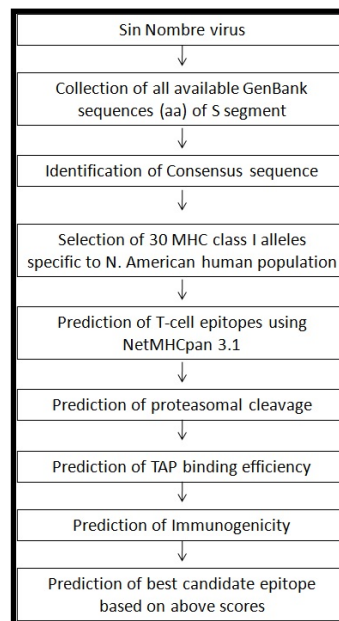 Sin Nombre virus
Collection of all available GenBank
sequences (aa) of S segment
Identification of Consensus sequence
Selection of 30 MHC class I alleles
specific to N. American human population
Prediction of T-cell epitopes using
NetMHCpan 3.1
Prediction of proteasomal cleavage
Prediction of TAP binding efficiency
Prediction of Immunogenicity
Prediction of best candidate epitope
based on above scores